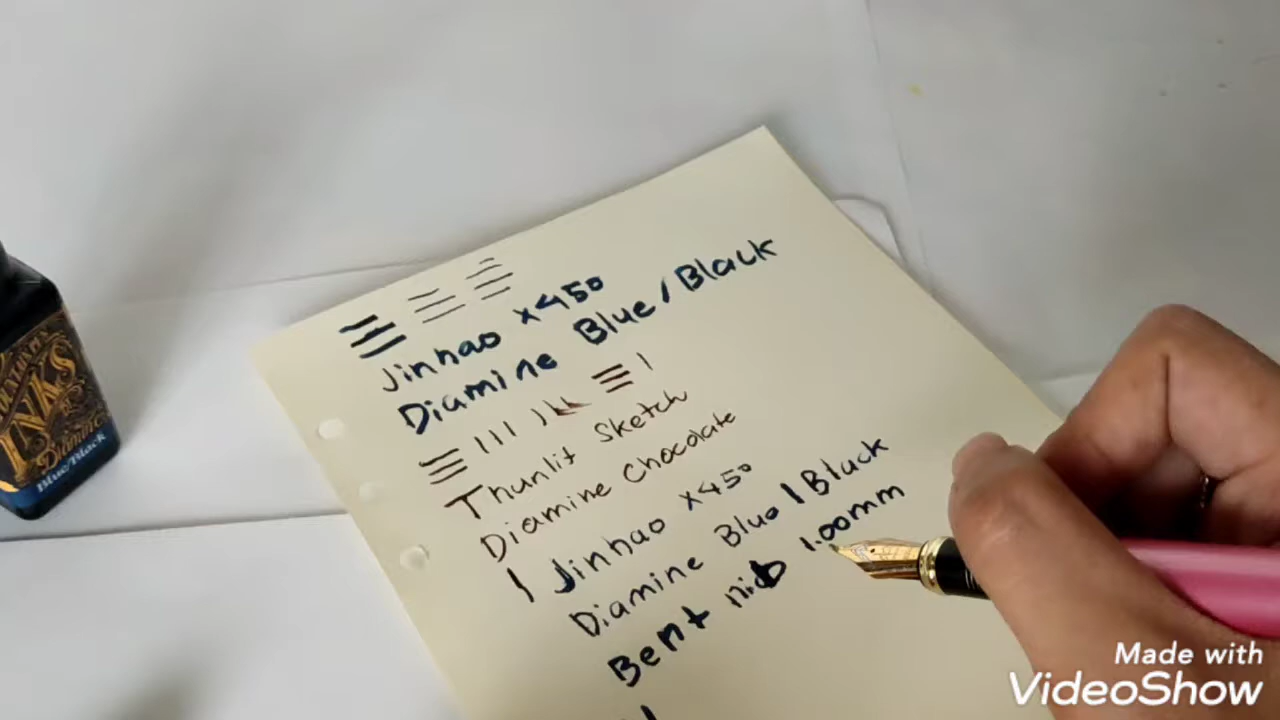 Jinhao x450
Diamine Blue/Black
Thunlit Sketch
Diamine Chocolate
Jinhao x450
Diamine Blue/Black
Bent nib 1.00mm
INKS
Diamine
Blue/Black
Made with
VideoShow